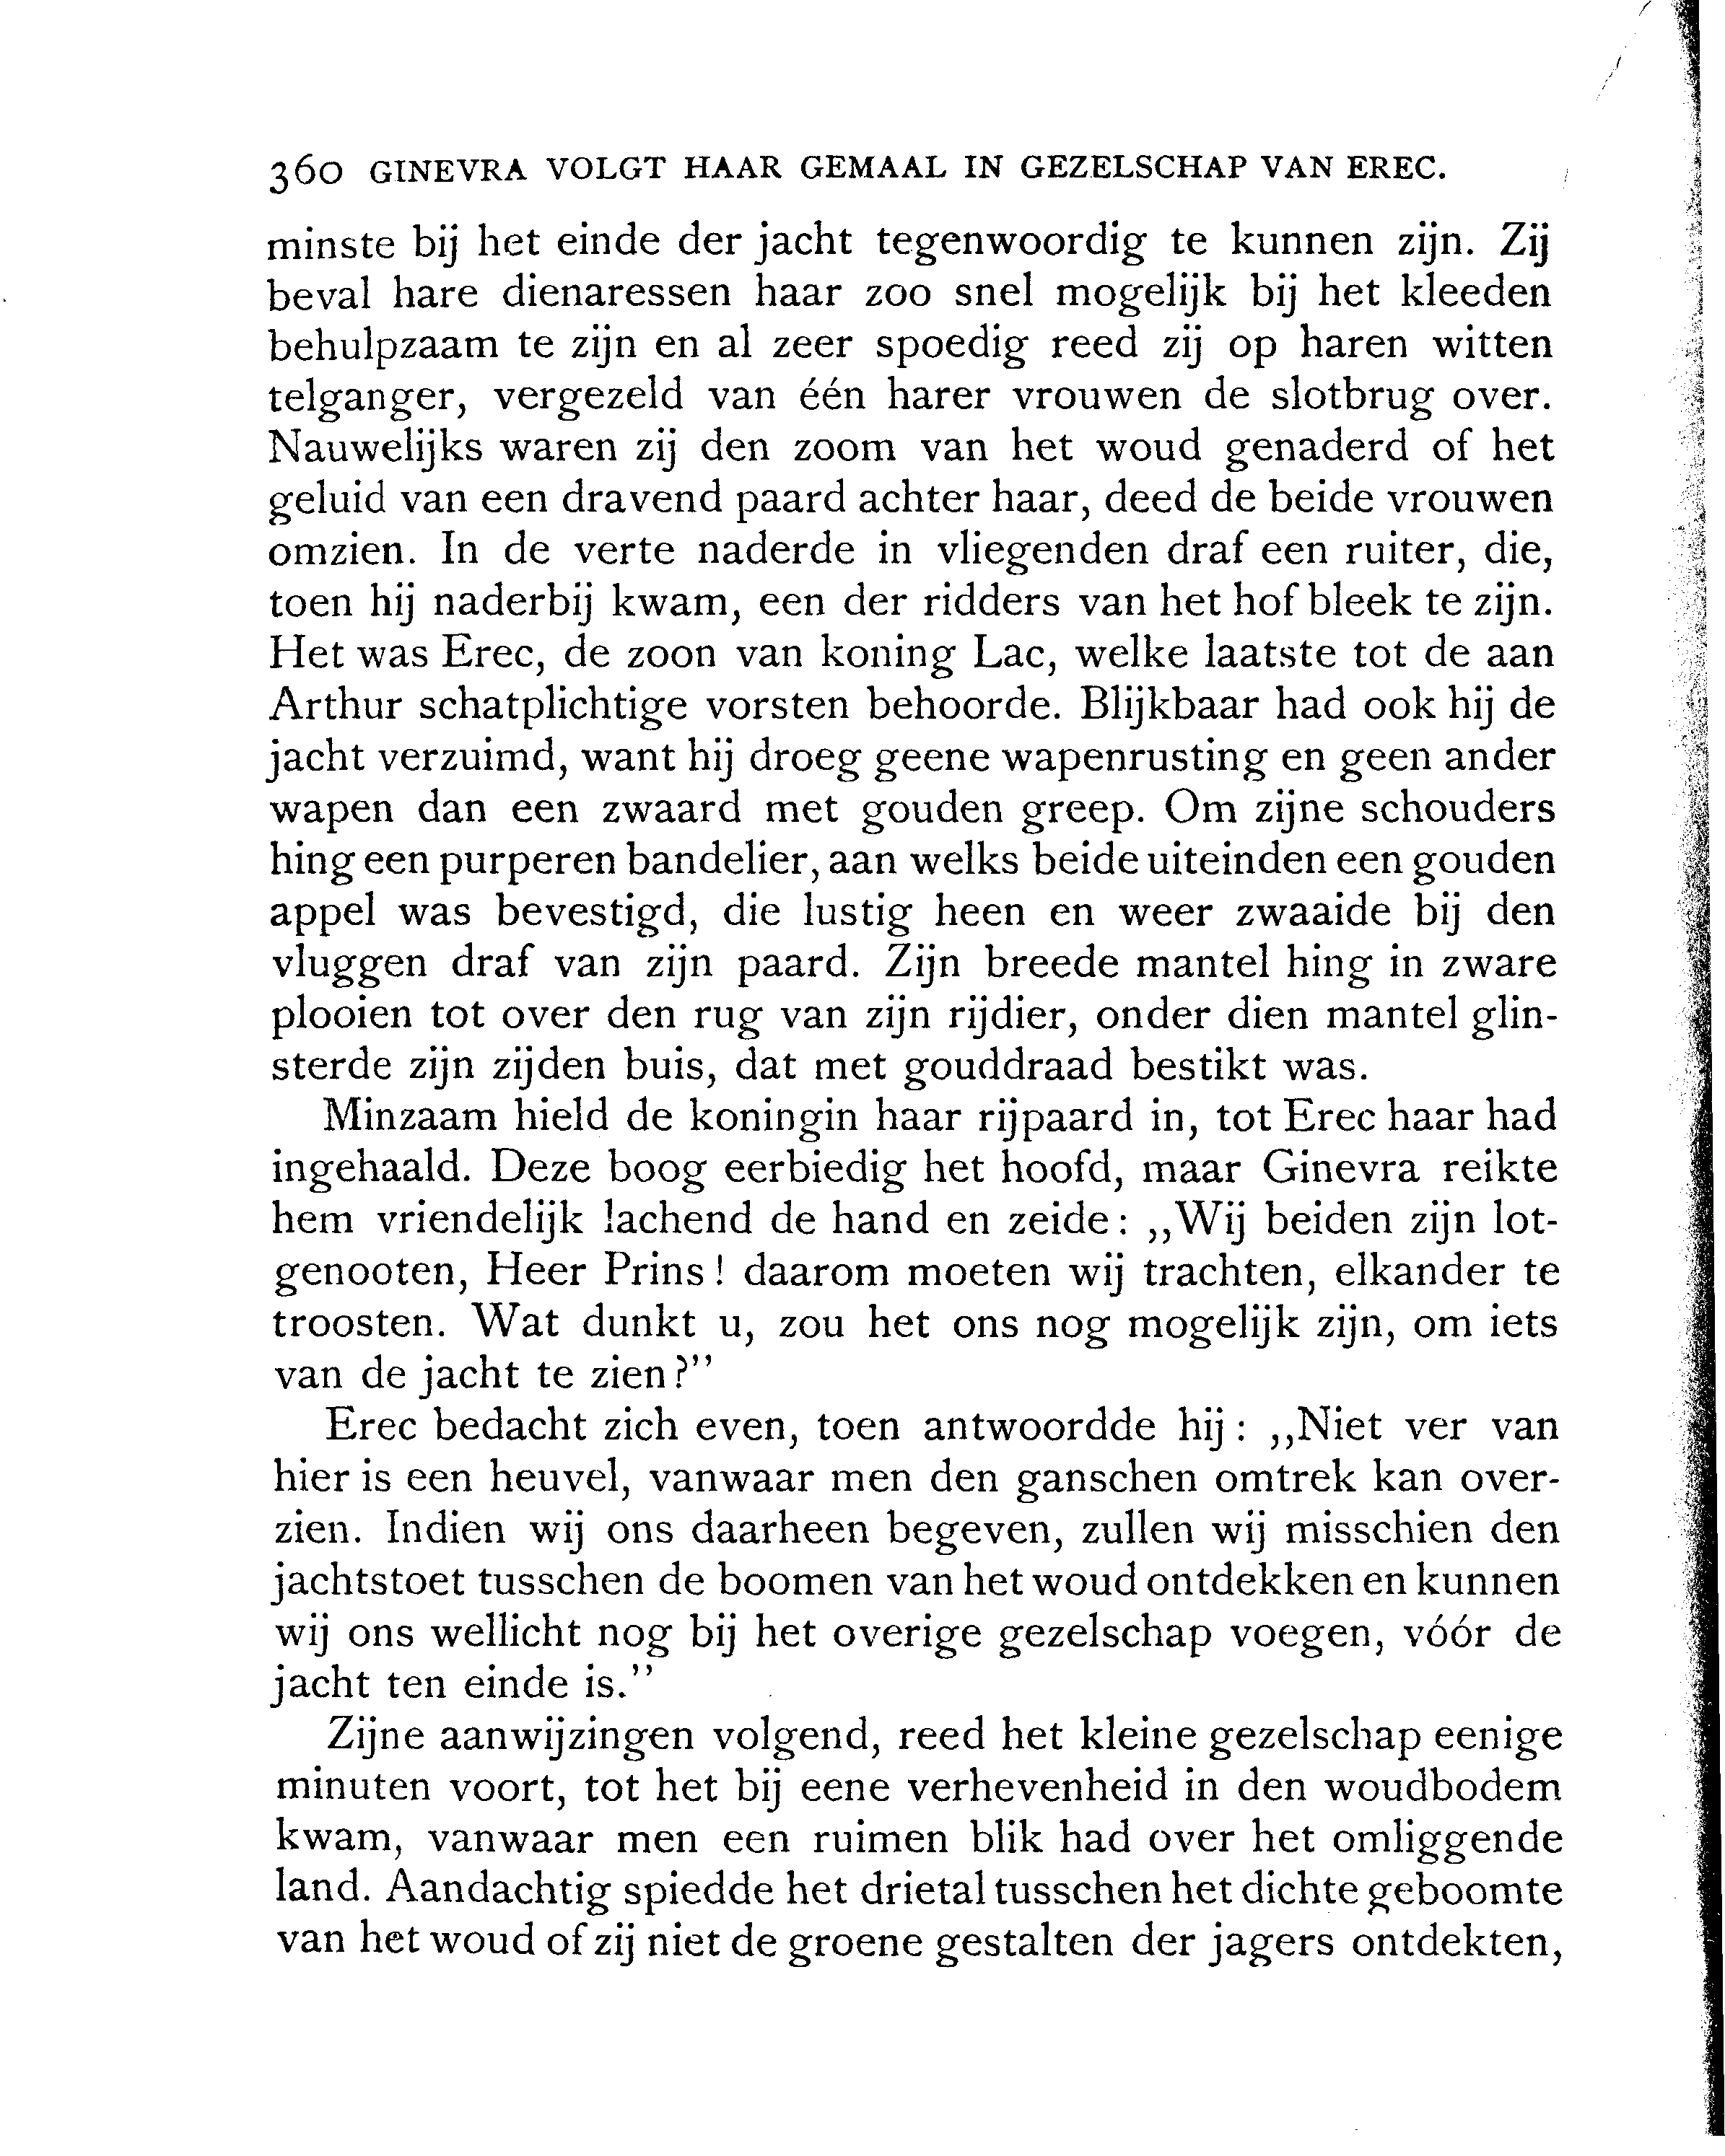 360 GINEVRA VOLGT HAAR GEMAAL IN GEZELSCHAP VAN EREC.
minste bij het einde der jacht tegenwoordig te kunnen zijn. Zij
beval hare dienaressen haar zoo snel mogelijk bij het kleeden
behulpzaam te zijn en al zeer spoedig reed zij op haren witten
telganger, vergezeld van één harer vrouwen de slotbrug over.
Nauwelijks waren zij den zoom van het woud genaderd of het
geluid van een dravend paard achter haar, deed de beide vrouwen
omzien. In de verte naderde in vliegenden draf een ruiter, die,
toen hij naderbij kwam, een der ridders van het hof bleek te zijn.
Het was Erec, de zoon van koning Lac, welke laatste tot de aan
Arthur schatplichtige vorsten behoorde. Blijkbaar had ook hij de
jacht verzuimd, want hij droeg geene wapenrusting en geen ander
wapen dan een zwaard met gouden greep. Om zijne schouders
hing een purperen bandelier, aan welks beide uiteinden een gouden
appel was bevestigd, die lustig heen en weer zwaaide bij den
vluggen draf van zijn paard. Zijn breede mantel hing in zware
plooien tot over den rug van zijn rijdier, onder dien mantel glin-
sterde zijn zijden buis, dat met gouddraad bestikt was.
Minzaam hield de koningin haar rijpaard in, tot Erec haar had
ingehaald. Deze boog eerbiedig het hoofd, maar Ginevra reikte
hem vriendelijk lachend de hand en zeide: ,,Wij beiden zijn lot-
genooten, Heer Prins! daarom moeten wij trachten, elkander te
troosten. Wat dunkt u, zou het ons nog mogelijk zijn, om iets
van de jacht te zien?"
Erec bedacht zich even, toen antwoordde hij: ,,Niet ver van
hier is een heuvel, vanwaar men den ganschen omtrek kan over-
zien. Indien wij ons daarheen begeven, zullen wij misschien den
jachtstoet tusschen de boomen van het woud ontdekken en kunnen
wij ons wellicht nog bij het overige gezelschap voegen, vóór de
jacht ten einde is."
Zijne aanwijzingen volgend, reed het kleine gezelschap eenige
minuten voort, tot het bij eene verhevenheid in den woudbodem
kwam, vanwaar men een ruimen blik had over het omliggende
land. Aandachtig spiedde het drietal tusschen het dichte geboomte
van het woud of zij niet de groene gestalten der jagers ontdekten,